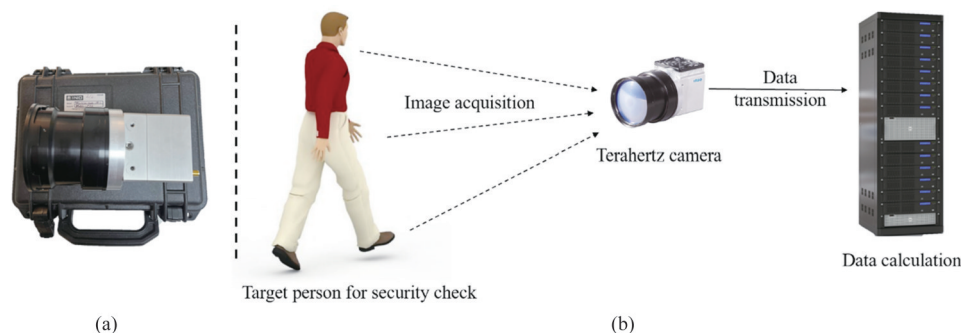 Image acquisition
Data
transmission
Terahertz camera
Target person for security check
Data calculation
(a)
(b)